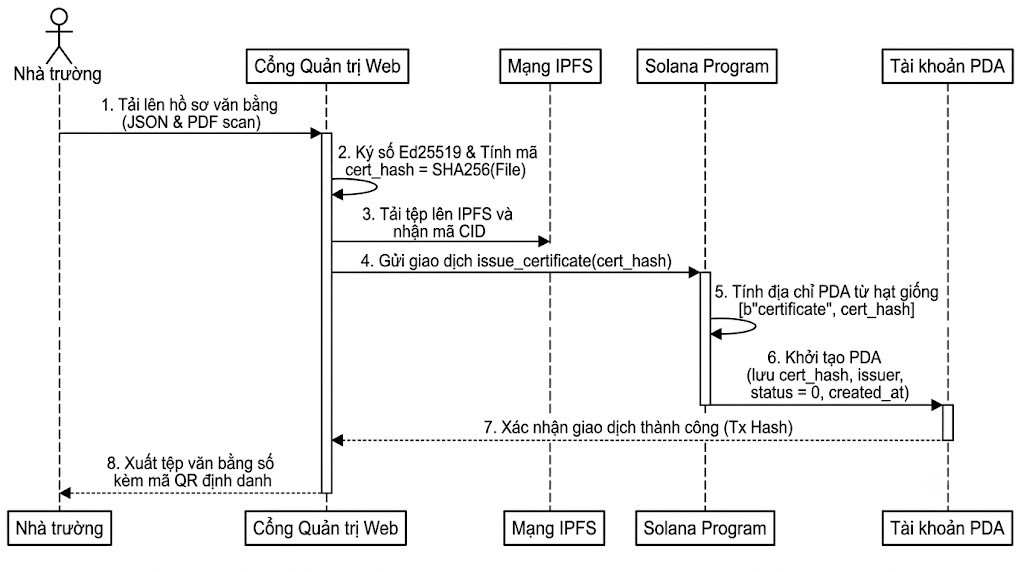 Nhà trường
Cổng Quản trị Web
Mạng IPFS
Solana Program
Tài khoản PDA
1. Tải lên hồ sơ văn bằng
(JSON & PDF scan)
2. Ký số Ed25519 & Tính mã
cert_hash = SHA256(File)
3. Tải tệp lên IPFS và
nhận mã CID
4. Gửi giao dịch issue_certificate(cert_hash)
5. Tính địa chỉ PDA từ hạt giống
[b"certificate", cert_hash]
6. Khởi tạo PDA
(lưu cert_hash, issuer,
status = 0, created_at)
7. Xác nhận giao dịch thành công (Tx Hash)
8. Xuất tệp văn bằng số
kèm mã QR định danh
Nhà trường
Cổng Quản trị Web
Mạng IPFS
Solana Program
Tài khoản PDA